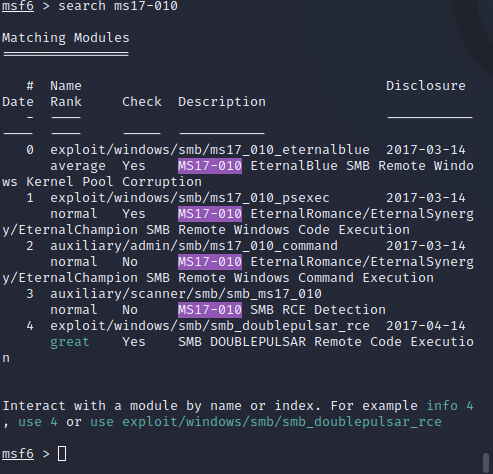 msf6 > search ms17-010
Matching Modules
================
# Name Disclosure
Date Rank Check Description
- ---- ----------
---- ---- ----- -----------
0 exploit/windows/smb/ms17_010_eternalblue 2017-03-14
average Yes MS17-010 EternalBlue SMB Remote Windo
ws Kernel Pool Corruption
1 exploit/windows/smb/ms17_010_psexec 2017-03-14
normal Yes MS17-010 EternalRomance/EternalSynerg
y/EternalChampion SMB Remote Windows Code Execution
2 auxiliary/admin/smb/ms17_010_command 2017-03-14
normal No MS17-010 EternalRomance/EternalSynerg
y/EternalChampion SMB Remote Windows Command Execution
3 auxiliary/scanner/smb/smb_ms17_010
normal No MS17-010 SMB RCE Detection
4 exploit/windows/smb/smb_doublepulsar_rce 2017-04-14
great Yes SMB DOUBLEPULSAR Remote Code Executio
n
Interact with a module by name or index. For example info 4
, use 4 or use exploit/windows/smb/smb_doublepulsar_rce
msf6 >